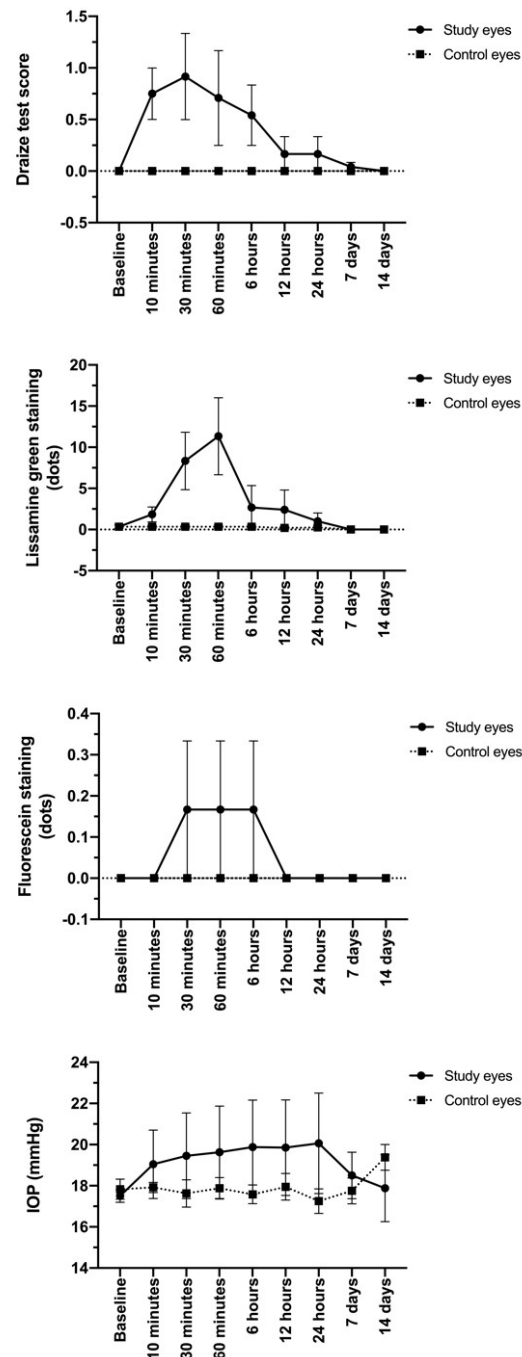 Draize test score
1.5
1.0
0.5
0.0
-0.5
Baseline
10 minutes
30 minutes
60 minutes
6 hours
12 hours
24 hours
7 days
14 days
Study eyes
Control eyes
Lissamine green staining
(dots)
20
15
10
5
0
-5
Baseline
10 minutes
30 minutes
60 minutes
6 hours
12 hours
24 hours
7 days
14 days
Study eyes
Control eyes
Fluorescein staining
(dots)
0.4
0.3
0.2
0.1
0.0
-0.1
Baseline
10 minutes
30 minutes
60 minutes
6 hours
12 hours
24 hours
7 days
14 days
Study eyes
Control eyes
IOP (mmHg)
24
22
20
18
16
14
Baseline
10 minutes
30 minutes
60 minutes
6 hours
12 hours
24 hours
7 days
14 days
Study eyes
Control eyes